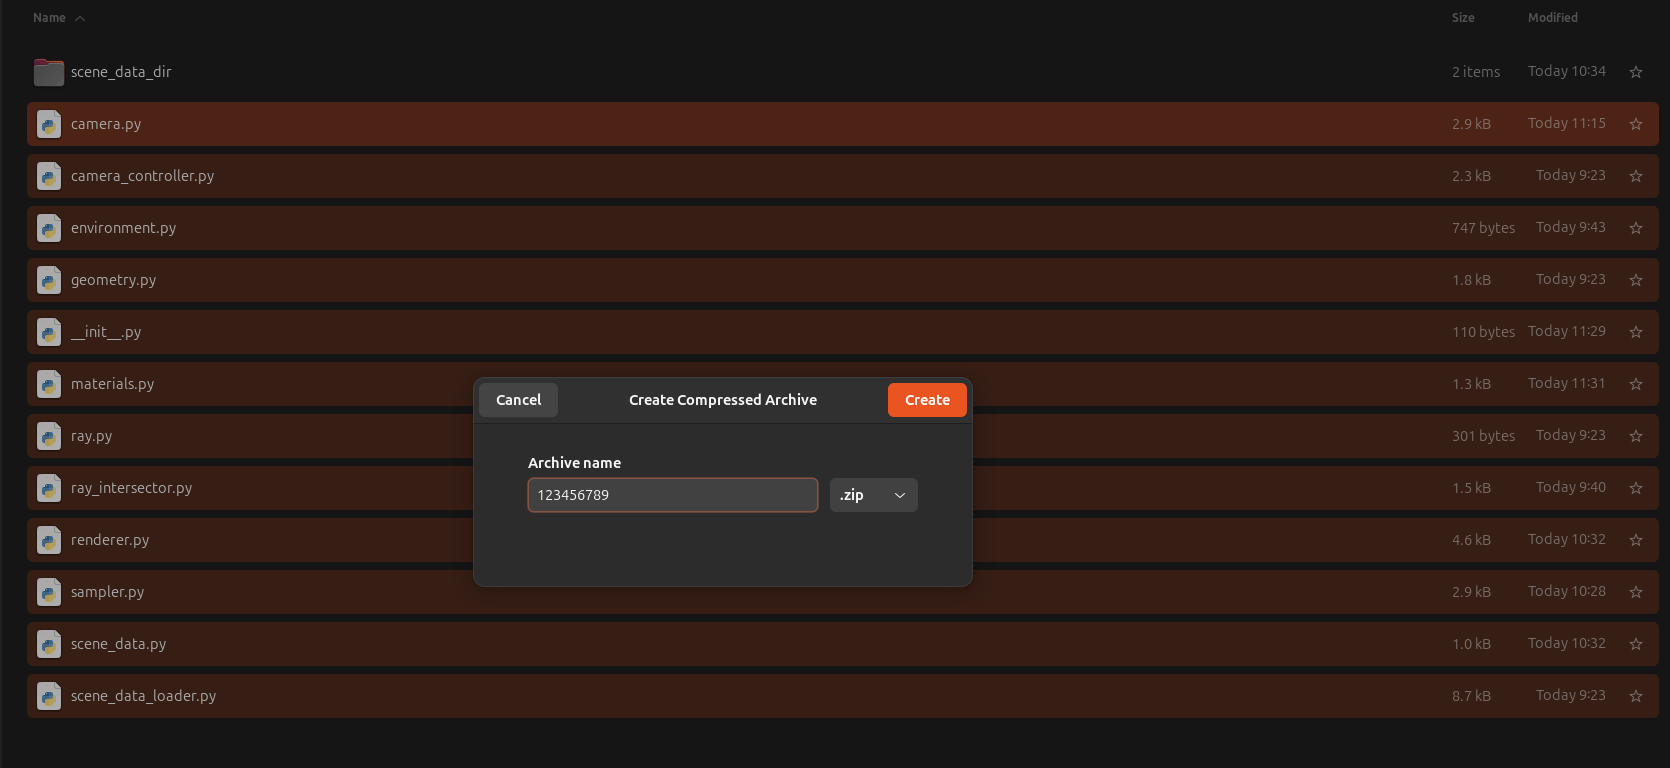 Name Size Modified
scene_data_dir 2 items Today 10:34
camera.py 2.9 kB Today 11:15
camera_controller.py 2.3 kB Today 9:23
environment.py 747 bytes Today 9:43
geometry.py 1.8 kB Today 9:23
__init__.py 110 bytes Today 11:29
materials.py 1.3 kB Today 11:31
Cancel Create Compressed Archive Create
ray.py 301 bytes Today 9:23
Archive name
ray_intersector.py 1.5 kB Today 9:40
123456789 .zip
renderer.py 4.6 kB Today 10:32
sampler.py 2.9 kB Today 10:28
scene_data.py 1.0 kB Today 10:32
scene_data_loader.py 8.7 kB Today 9:23